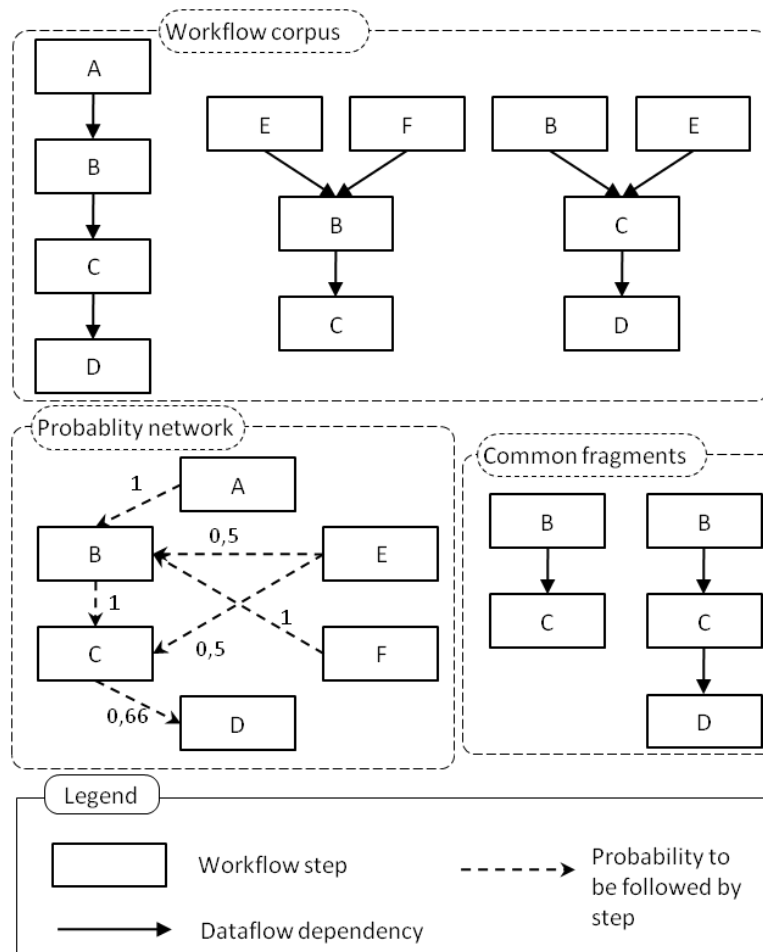 Workflow corpus
A
B
C
D
E F
B
C
B E
C
D
Probablity network
A
1
B
0,5
E
1
C
0,5
1
F
0,66
D
Common fragments
B B
C C
D
Legend
Workflow step
Probability to
be followed by
step
Dataflow dependency